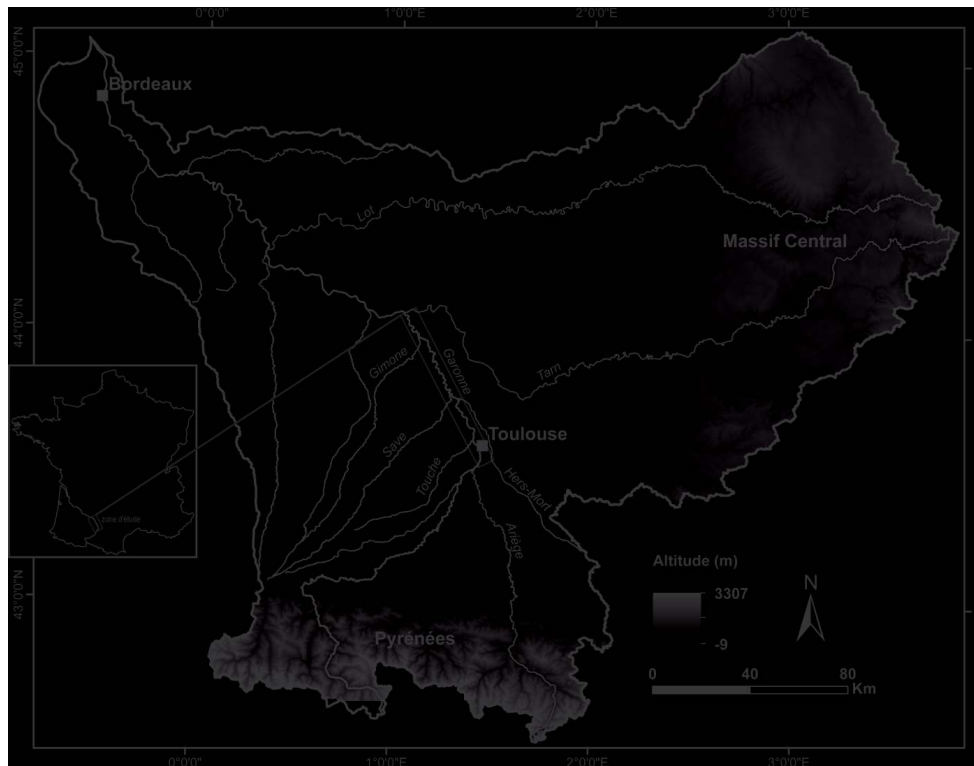 0°0'0"
1°0'0"E
2°0'0"E
3°0'0"E
45°0'0"N
44°0'0"N
43°0'0"N
Bordeaux
Lot
Massif Central
Gimone
Garonne
Tarn
Save
Toulouse
Touche
Hers-Mort
Ariège
zone d'étude
Pyrénées
Altitude (m)
3307
-9
N
0 40 80
Km
0°0'0"
1°0'0"E
2°0'0"E
3°0'0"E